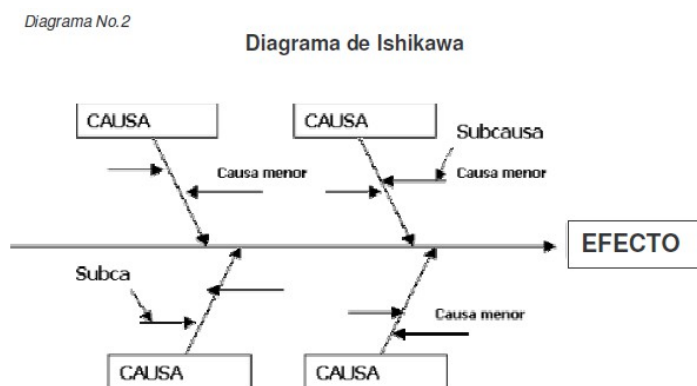 Diagrama No.2
Diagrama de Ishikawa
CAUSA
CAUSA
Subcausa
Causa menor
Causa menor
EFECTO
Subca
Causa menor
CAUSA
CAUSA